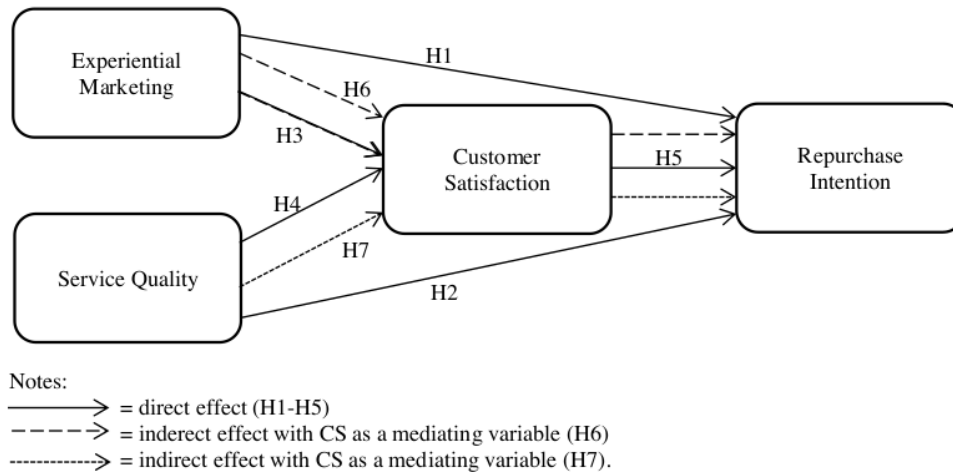 Experiential
Marketing
H1
H6
H3
Customer
Satisfaction
H5
Repurchase
Intention
H4
H7
Service Quality
H2
Notes:
= direct effect (H1-H5)
= inderect effect with CS as a mediating variable (H6)
= indirect effect with CS as a mediating variable (H7).